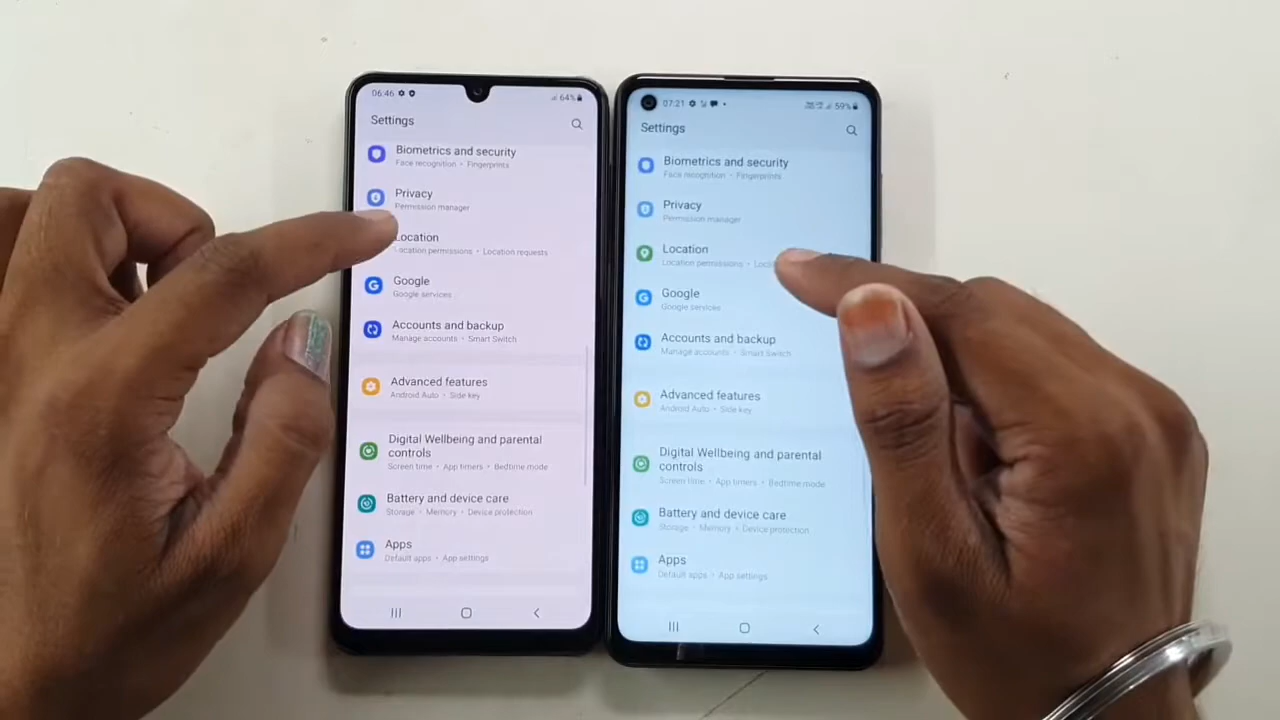 06:46
64%
Settings
Biometrics and security
Face recognition • Fingerprints
Privacy
Permission manager
Location
Location permissions • Location requests
Google
Google services
Accounts and backup
Manage accounts • Smart Switch
Advanced features
Android Auto • Side key
Digital Wellbeing and parental
controls
Screen time • App timers • Bedtime mode
Battery and device care
Storage • Memory • Device protection
Apps
Default apps • App settings
07:21
59%
Settings
Biometrics and security
Face recognition • Fingerprints
Privacy
Permission manager
Location
Location permissions •
Google
Google services
Accounts and backup
Manage accounts • Smart Switch
Advanced features
Android Auto • Side key
Digital Wellbeing and parental
controls
Screen time • App timers • Bedtime mode
Battery and device care
Storage • Memory • Device protection
Apps
Default apps • App settings